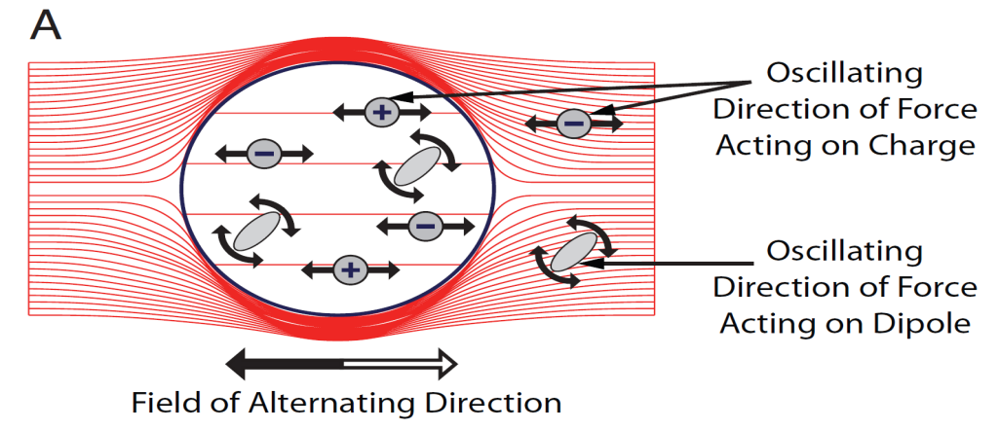 A
Oscillating
Direction of Force
Acting on Charge
+
−
−
−
+
Oscillating
Direction of Force
Acting on Dipole
Field of Alternating Direction